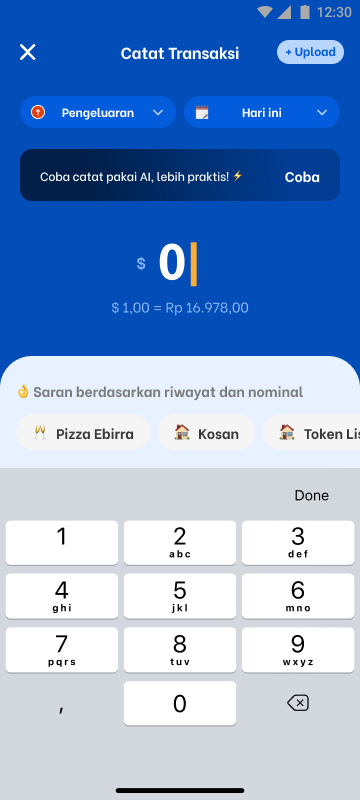 12:30
Catat Transaksi
+ Upload
Pengeluaran
Hari ini
Coba catat pakai AI, lebih praktis!⚡
Coba
$ 0
$ 1,00 = Rp 16.978,00
👌 Saran berdasarkan riwayat dan nominal
🥂 Pizza Ebirra
🏠 Kosan
🏠 Token Lis
Done
1
2
abc
3
def
4
ghi
5
jkl
6
mno
7
pqrs
8
tuv
9
wxyz
,
0